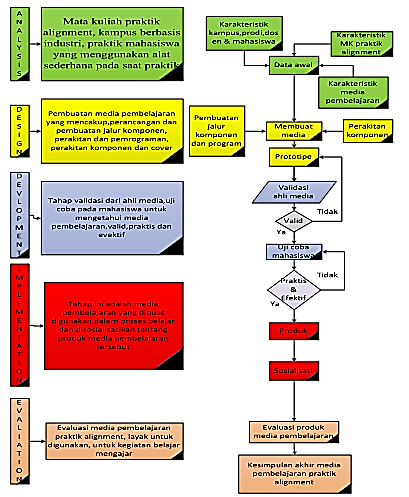 ANALYSIS
Mata kuliah praktik
alignment, kampus berbasis
industri, praktik mahasiswa
yang menggunakan alat
sederhana pada saat praktik
Karakteristik
kampus,prodi,dos
en & mahasiswa
Karakteristik
MK praktik
alignment
Data awal
Karakteristik
media
pembelajaran
DESIGN
Pembuatan media pembelajaran
yang mencakup,perancangan dan
pembuatan jalur komponen,
perakitan dan pemrograman,
perakitan komponen dan cover
Pembuatan
jalur
komponen
dan program
Membuat
media
Perakitan
komponen
Prototipe
DEVLOPMENT
Tahap validasi dari ahli media,uji
coba pada mahasiswa untuk
mengetahui media
pembelajaran,valid,praktis dan
evektif
Validasi
ahli media
Tidak
Valid
Ya
Uji coba
mahasiswa
Tidak
Praktis
&
Efektif
Ya
IMPLEMENTATION
Tahap ini adalah media
pembelajaran yang dibuat
digunakan dalam proses belajar
dan disosialisasikan tentang
produk media pembelajaran
tersebut
Produk
Sosialisasi
EVALIATION
Evaluasi media pembelajaran
praktik alignment, layak untuk
digunakan, untuk kegiatan belajar
mengajar
Evaluasi produk
media pembelajaran
Kesimpulan akhir media
pembelajaran praktik
alignment